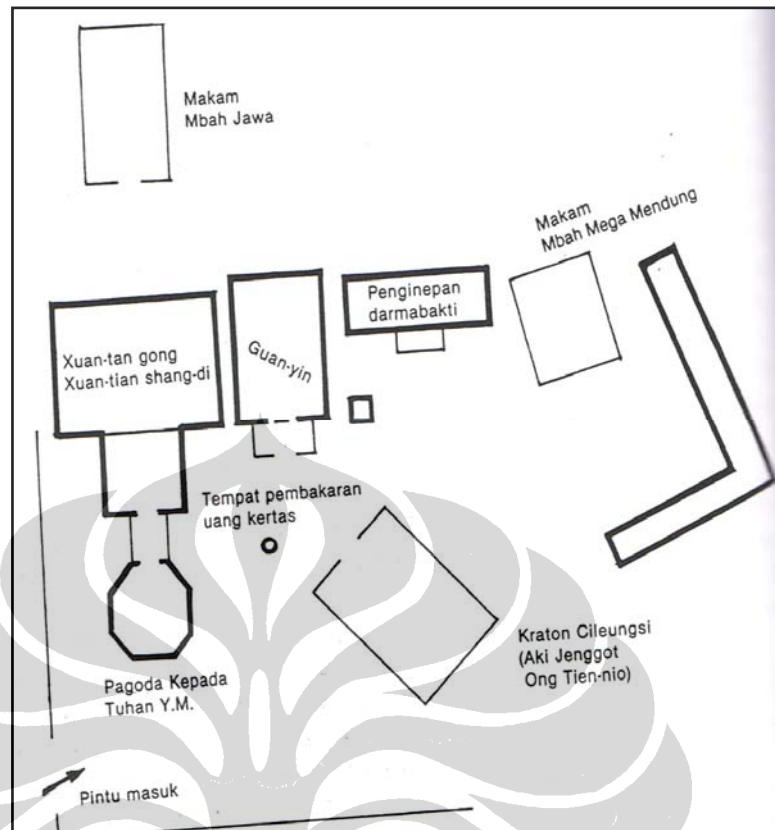 Makam
Mbah Jawa
Makam
Mbah Mega Mendung
Penginepan
darmabakti
Xuan-tan gong
Xuan-tian shang-di
Guan-yin
Tempat pembakaran
uang kertas
Kraton Cileungsi
(Aki Jenggot
Ong Tien-nio)
Pagoda Kepada
Tuhan Y.M.
Pintu masuk